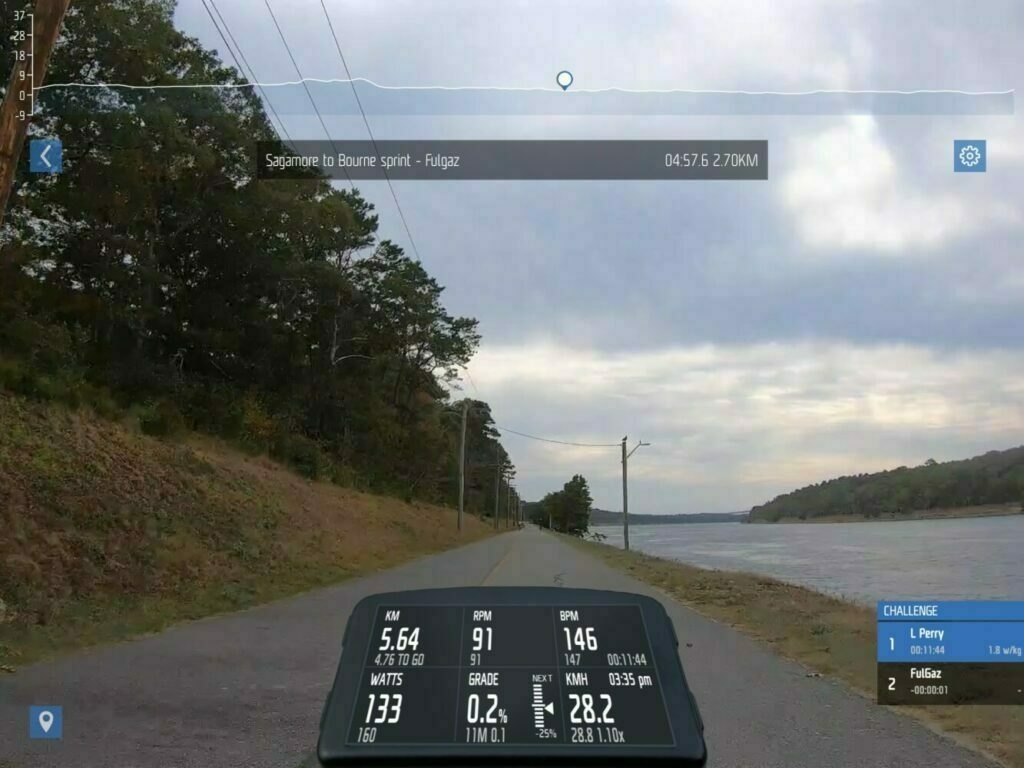 37
28
18
9
0
-9
Sagamore to Bourne sprint - Fulgaz 04:57.6 2.70KM
KM RPM BPM
5.64 91 146
4.76 TO GO 91 147 00:11:44
WATTS GRADE NEXT KMH 03:35 pm
133 0.2% 28.2
160 11M 0.1 -25% 28.8 1.10x
CHALLENGE
1 L Perry
00:11:44 1.8 w/kg
2 FulGaz
-00:00:01 -